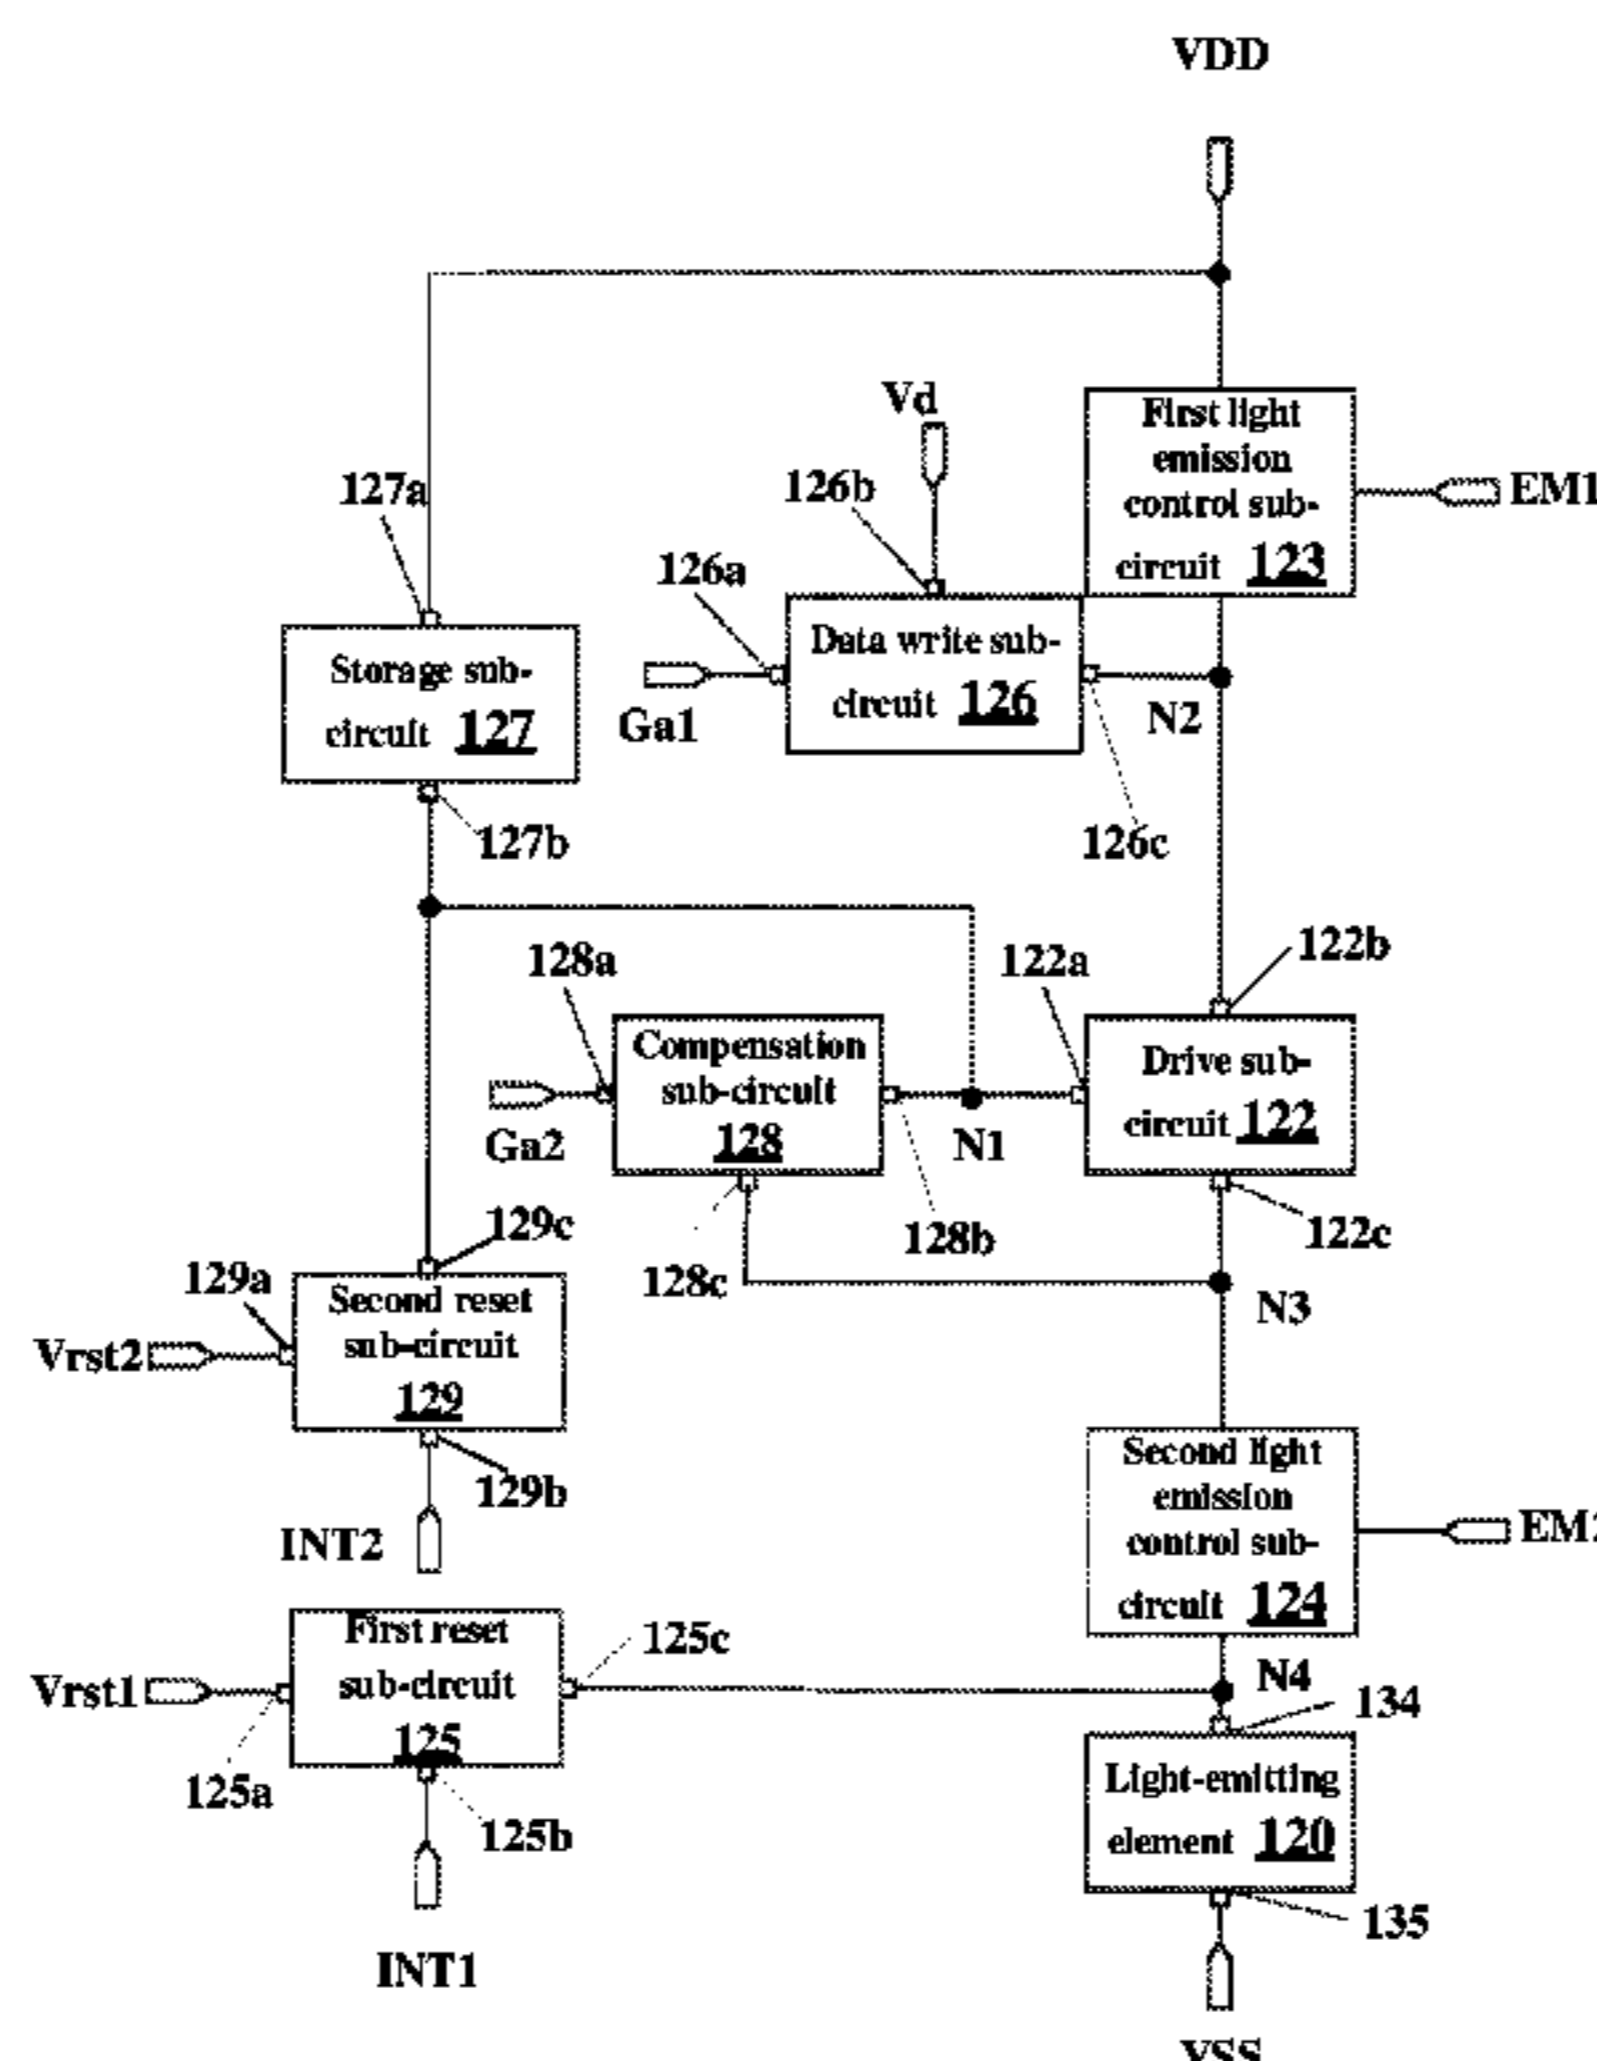 VDD
First light
emission
control sub-
circuit 123
EM1
Vd
126b
127a
126a
Data write sub-
circuit 126
Storage sub-
circuit 127
Ga1
N2
127b
126c
122b
128a
122a
Compensation
sub-circuit
128
Drive sub-
circuit 122
Ga2
N1
129c
128b
122c
129a
128c
N3
Second reset
sub-circuit
129
Vrst2
Second light
emission
control sub-
circuit 124
129b
EM2
INT2
First reset
sub-circuit
125
125c
N4
Vrst1
134
125a
Light-emitting
element 120
125b
135
INT1
VSS